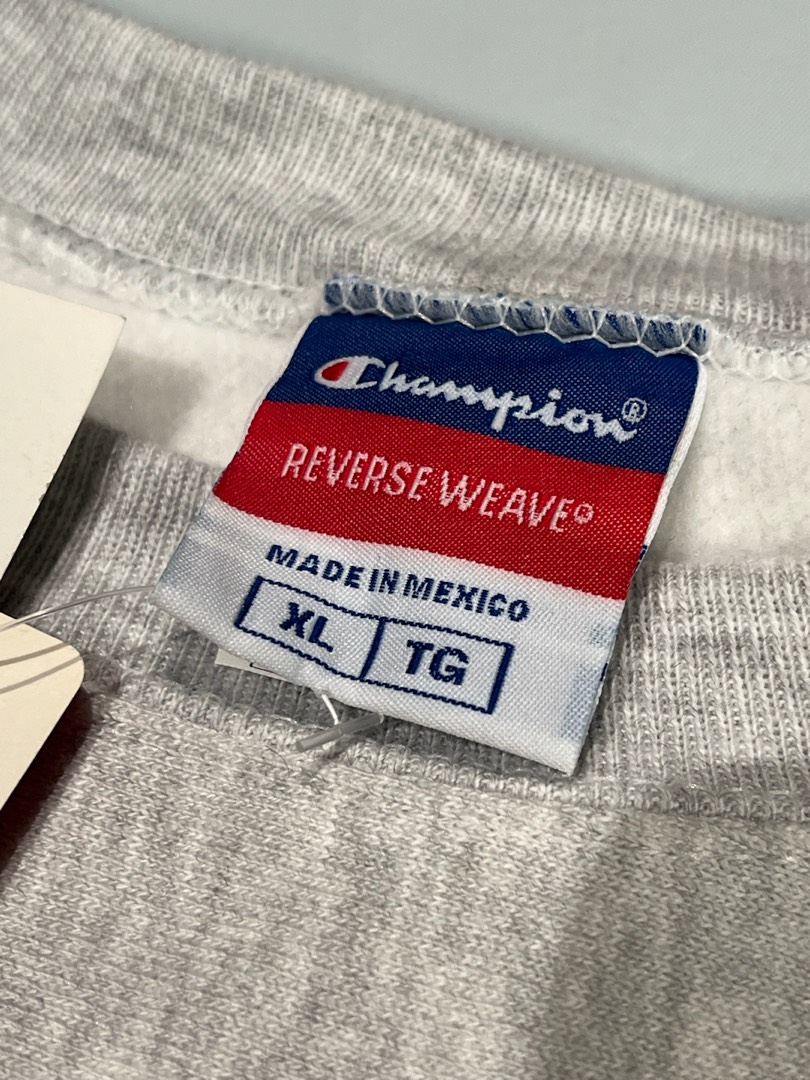 Champion®
REVERSE WEAVE®
MADE IN MEXICO
XL TG